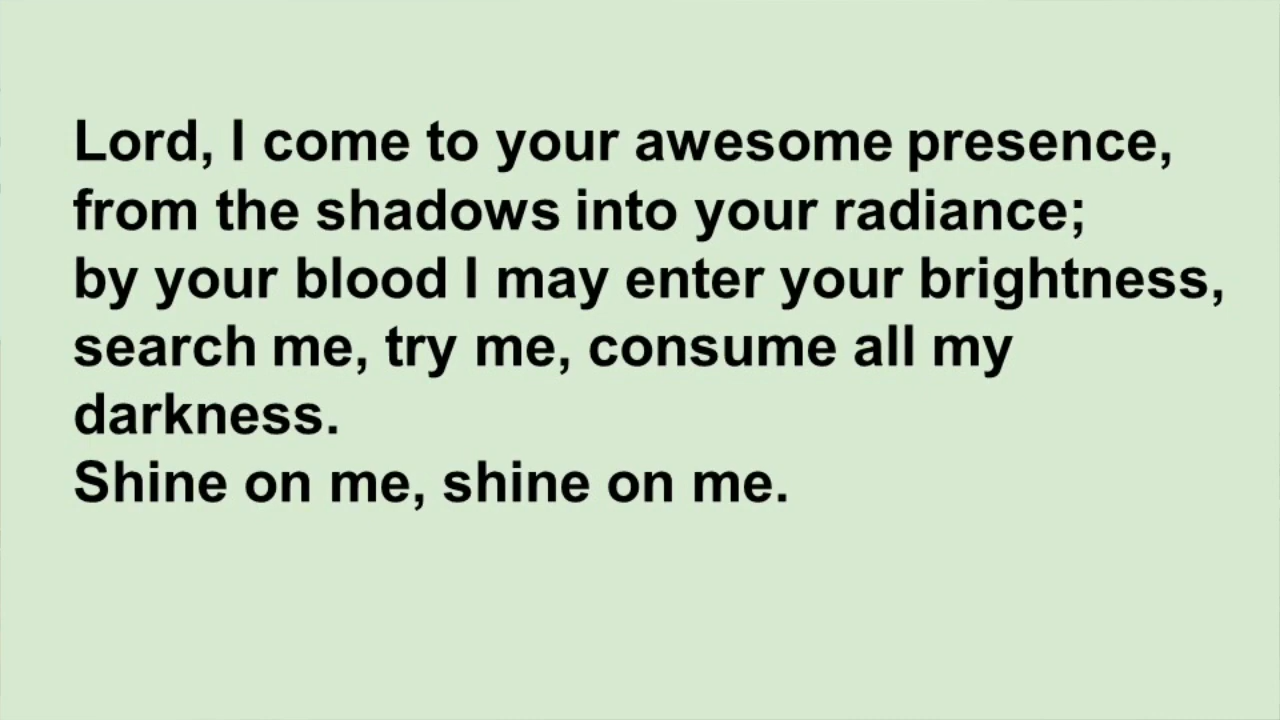 Lord, I come to your awesome presence,
from the shadows into your radiance;
by your blood I may enter your brightness,
search me, try me, consume all my
darkness.
Shine on me, shine on me.